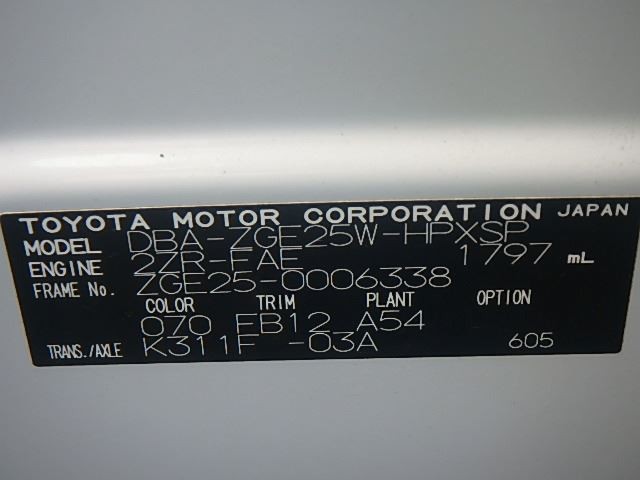 TOYOTA MOTOR CORPORATION JAPAN
MODEL DBA-ZGE25W-HPXSP
ENGINE 2ZR-FAE 1797 mL
FRAME No. ZGE25-0006338
COLOR TRIM PLANT OPTION
070 FB12 A54
TRANS./AXLE K311F -03A 605